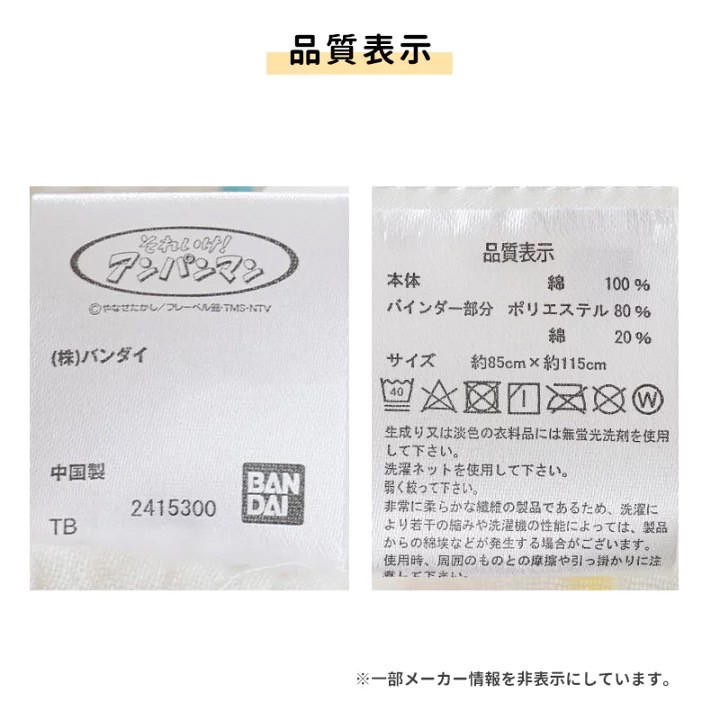 品質表示
それいけ!
アンパンマン
©やなせたかし/フレーベル館・TMS・NTV
(株)バンダイ
中国製
2415300
TB
BAN
DAI
品質表示
本体 綿 100%
バインダー部分 ポリエステル 80%
綿 20%
サイズ 約85cm×約115cm
40
W
生成り又は淡色の衣料品には無蛍光洗剤を使用
して下さい。
洗濯ネットを使用して下さい。
弱く絞って下さい。
非常に柔らかな繊維の製品であるため、洗濯に
より若干の縮みや洗濯機の性能によっては、製品
からの綿埃などが発生する場合がございます。
使用時、周囲のものとの摩擦や引っ掛かりに注
意して下さい。
※一部メーカー情報を非表示にしています。